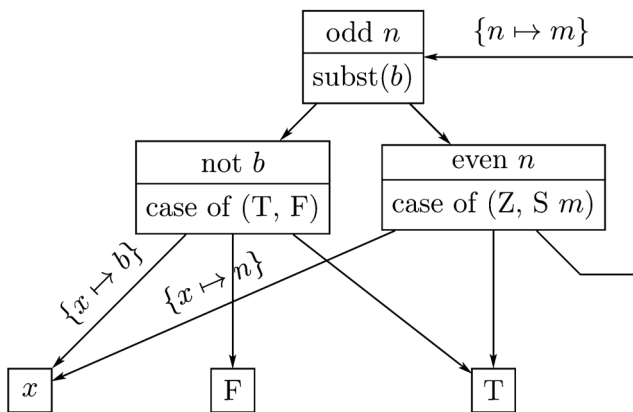 odd n
{n ↦ m}
subst(b)
not b
even n
case of (T, F)
case of (Z, S m)
{x ↦ b}
{x ↦ n}
x
F
T